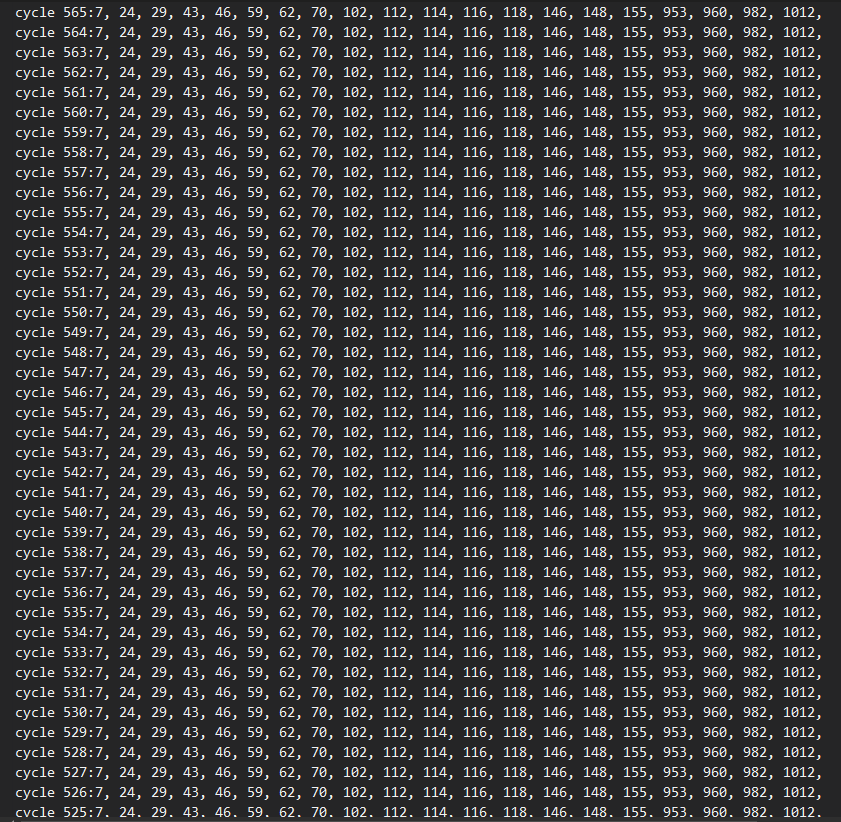 cycle 565:7, 24, 29, 43, 46, 59, 62, 70, 102, 112, 114, 116, 118, 146, 148, 155, 953, 960, 982, 1012,
cycle 564:7, 24, 29, 43, 46, 59, 62, 70, 102, 112, 114, 116, 118, 146, 148, 155, 953, 960, 982, 1012,
cycle 563:7, 24, 29, 43, 46, 59, 62, 70, 102, 112, 114, 116, 118, 146, 148, 155, 953, 960, 982, 1012,
cycle 562:7, 24, 29, 43, 46, 59, 62, 70, 102, 112, 114, 116, 118, 146, 148, 155, 953, 960, 982, 1012,
cycle 561:7, 24, 29, 43, 46, 59, 62, 70, 102, 112, 114, 116, 118, 146, 148, 155, 953, 960, 982, 1012,
cycle 560:7, 24, 29, 43, 46, 59, 62, 70, 102, 112, 114, 116, 118, 146, 148, 155, 953, 960, 982, 1012,
cycle 559:7, 24, 29, 43, 46, 59, 62, 70, 102, 112, 114, 116, 118, 146, 148, 155, 953, 960, 982, 1012,
cycle 558:7, 24, 29, 43, 46, 59, 62, 70, 102, 112, 114, 116, 118, 146, 148, 155, 953, 960, 982, 1012,
cycle 557:7, 24, 29, 43, 46, 59, 62, 70, 102, 112, 114, 116, 118, 146, 148, 155, 953, 960, 982, 1012,
cycle 556:7, 24, 29, 43, 46, 59, 62, 70, 102, 112, 114, 116, 118, 146, 148, 155, 953, 960, 982, 1012,
cycle 555:7, 24, 29, 43, 46, 59, 62, 70, 102, 112, 114, 116, 118, 146, 148, 155, 953, 960, 982, 1012,
cycle 554:7, 24, 29, 43, 46, 59, 62, 70, 102, 112, 114, 116, 118, 146, 148, 155, 953, 960, 982, 1012,
cycle 553:7, 24, 29, 43, 46, 59, 62, 70, 102, 112, 114, 116, 118, 146, 148, 155, 953, 960, 982, 1012,
cycle 552:7, 24, 29, 43, 46, 59, 62, 70, 102, 112, 114, 116, 118, 146, 148, 155, 953, 960, 982, 1012,
cycle 551:7, 24, 29, 43, 46, 59, 62, 70, 102, 112, 114, 116, 118, 146, 148, 155, 953, 960, 982, 1012,
cycle 550:7, 24, 29, 43, 46, 59, 62, 70, 102, 112, 114, 116, 118, 146, 148, 155, 953, 960, 982, 1012,
cycle 549:7, 24, 29, 43, 46, 59, 62, 70, 102, 112, 114, 116, 118, 146, 148, 155, 953, 960, 982, 1012,
cycle 548:7, 24, 29, 43, 46, 59, 62, 70, 102, 112, 114, 116, 118, 146, 148, 155, 953, 960, 982, 1012,
cycle 547:7, 24, 29, 43, 46, 59, 62, 70, 102, 112, 114, 116, 118, 146, 148, 155, 953, 960, 982, 1012,
cycle 546:7, 24, 29, 43, 46, 59, 62, 70, 102, 112, 114, 116, 118, 146, 148, 155, 953, 960, 982, 1012,
cycle 545:7, 24, 29, 43, 46, 59, 62, 70, 102, 112, 114, 116, 118, 146, 148, 155, 953, 960, 982, 1012,
cycle 544:7, 24, 29, 43, 46, 59, 62, 70, 102, 112, 114, 116, 118, 146, 148, 155, 953, 960, 982, 1012,
cycle 543:7, 24, 29, 43, 46, 59, 62, 70, 102, 112, 114, 116, 118, 146, 148, 155, 953, 960, 982, 1012,
cycle 542:7, 24, 29, 43, 46, 59, 62, 70, 102, 112, 114, 116, 118, 146, 148, 155, 953, 960, 982, 1012,
cycle 541:7, 24, 29, 43, 46, 59, 62, 70, 102, 112, 114, 116, 118, 146, 148, 155, 953, 960, 982, 1012,
cycle 540:7, 24, 29, 43, 46, 59, 62, 70, 102, 112, 114, 116, 118, 146, 148, 155, 953, 960, 982, 1012,
cycle 539:7, 24, 29, 43, 46, 59, 62, 70, 102, 112, 114, 116, 118, 146, 148, 155, 953, 960, 982, 1012,
cycle 538:7, 24, 29, 43, 46, 59, 62, 70, 102, 112, 114, 116, 118, 146, 148, 155, 953, 960, 982, 1012,
cycle 537:7, 24, 29, 43, 46, 59, 62, 70, 102, 112, 114, 116, 118, 146, 148, 155, 953, 960, 982, 1012,
cycle 536:7, 24, 29, 43, 46, 59, 62, 70, 102, 112, 114, 116, 118, 146, 148, 155, 953, 960, 982, 1012,
cycle 535:7, 24, 29, 43, 46, 59, 62, 70, 102, 112, 114, 116, 118, 146, 148, 155, 953, 960, 982, 1012,
cycle 534:7, 24, 29, 43, 46, 59, 62, 70, 102, 112, 114, 116, 118, 146, 148, 155, 953, 960, 982, 1012,
cycle 533:7, 24, 29, 43, 46, 59, 62, 70, 102, 112, 114, 116, 118, 146, 148, 155, 953, 960, 982, 1012,
cycle 532:7, 24, 29, 43, 46, 59, 62, 70, 102, 112, 114, 116, 118, 146, 148, 155, 953, 960, 982, 1012,
cycle 531:7, 24, 29, 43, 46, 59, 62, 70, 102, 112, 114, 116, 118, 146, 148, 155, 953, 960, 982, 1012,
cycle 530:7, 24, 29, 43, 46, 59, 62, 70, 102, 112, 114, 116, 118, 146, 148, 155, 953, 960, 982, 1012,
cycle 529:7, 24, 29, 43, 46, 59, 62, 70, 102, 112, 114, 116, 118, 146, 148, 155, 953, 960, 982, 1012,
cycle 528:7, 24, 29, 43, 46, 59, 62, 70, 102, 112, 114, 116, 118, 146, 148, 155, 953, 960, 982, 1012,
cycle 527:7, 24, 29, 43, 46, 59, 62, 70, 102, 112, 114, 116, 118, 146, 148, 155, 953, 960, 982, 1012,
cycle 526:7, 24, 29, 43, 46, 59, 62, 70, 102, 112, 114, 116, 118, 146, 148, 155, 953, 960, 982, 1012,
cycle 525:7, 24, 29, 43, 46, 59, 62, 70, 102, 112, 114, 116, 118, 146, 148, 155, 953, 960, 982, 1012,